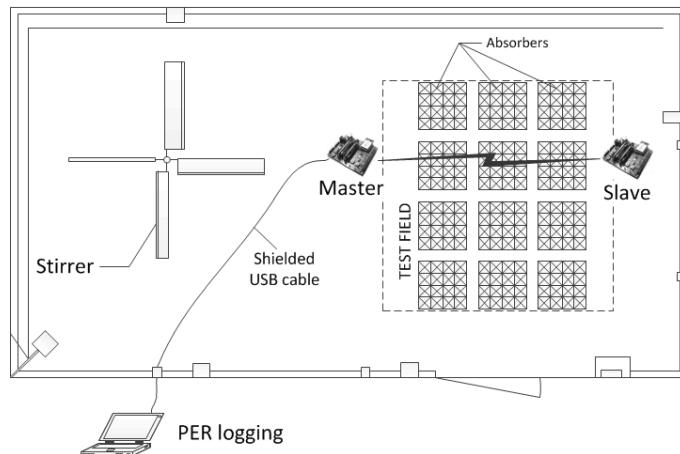 Absorbers
Master
Slave
TEST FIELD
Stirrer
Shielded
USB cable
PER logging